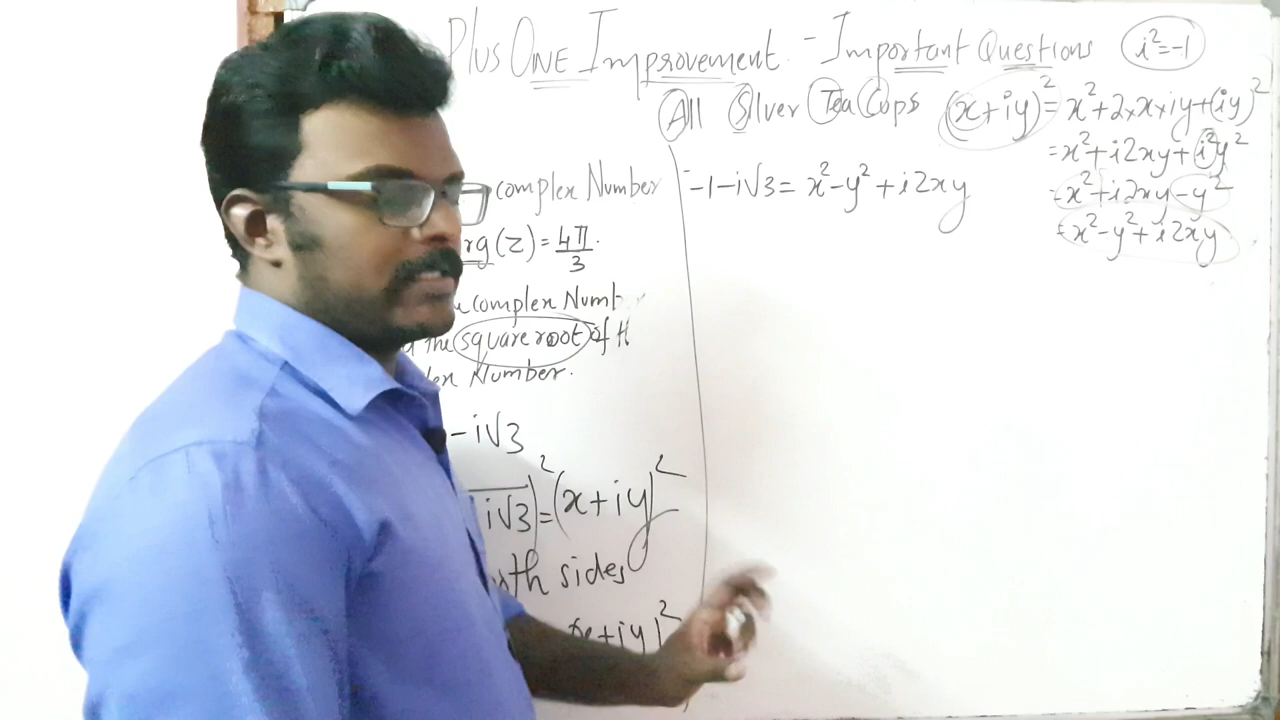 Plus ONE Improvement - Important Questions
i²=-1
All Silver Tea Cups
(x+iy)² = x²+2×x×iy+(iy)²
= x²+i2xy+i²y²
= x²+i2xy-y²
= x²-y²+i2xy
complex Number
rg(z) = 4π/3.
complex Numb
the square root of
Number.
-i√3
i√3)² = (x+iy)²
sides
x+iy)²
-1-i√3 = x²-y²+i2xy